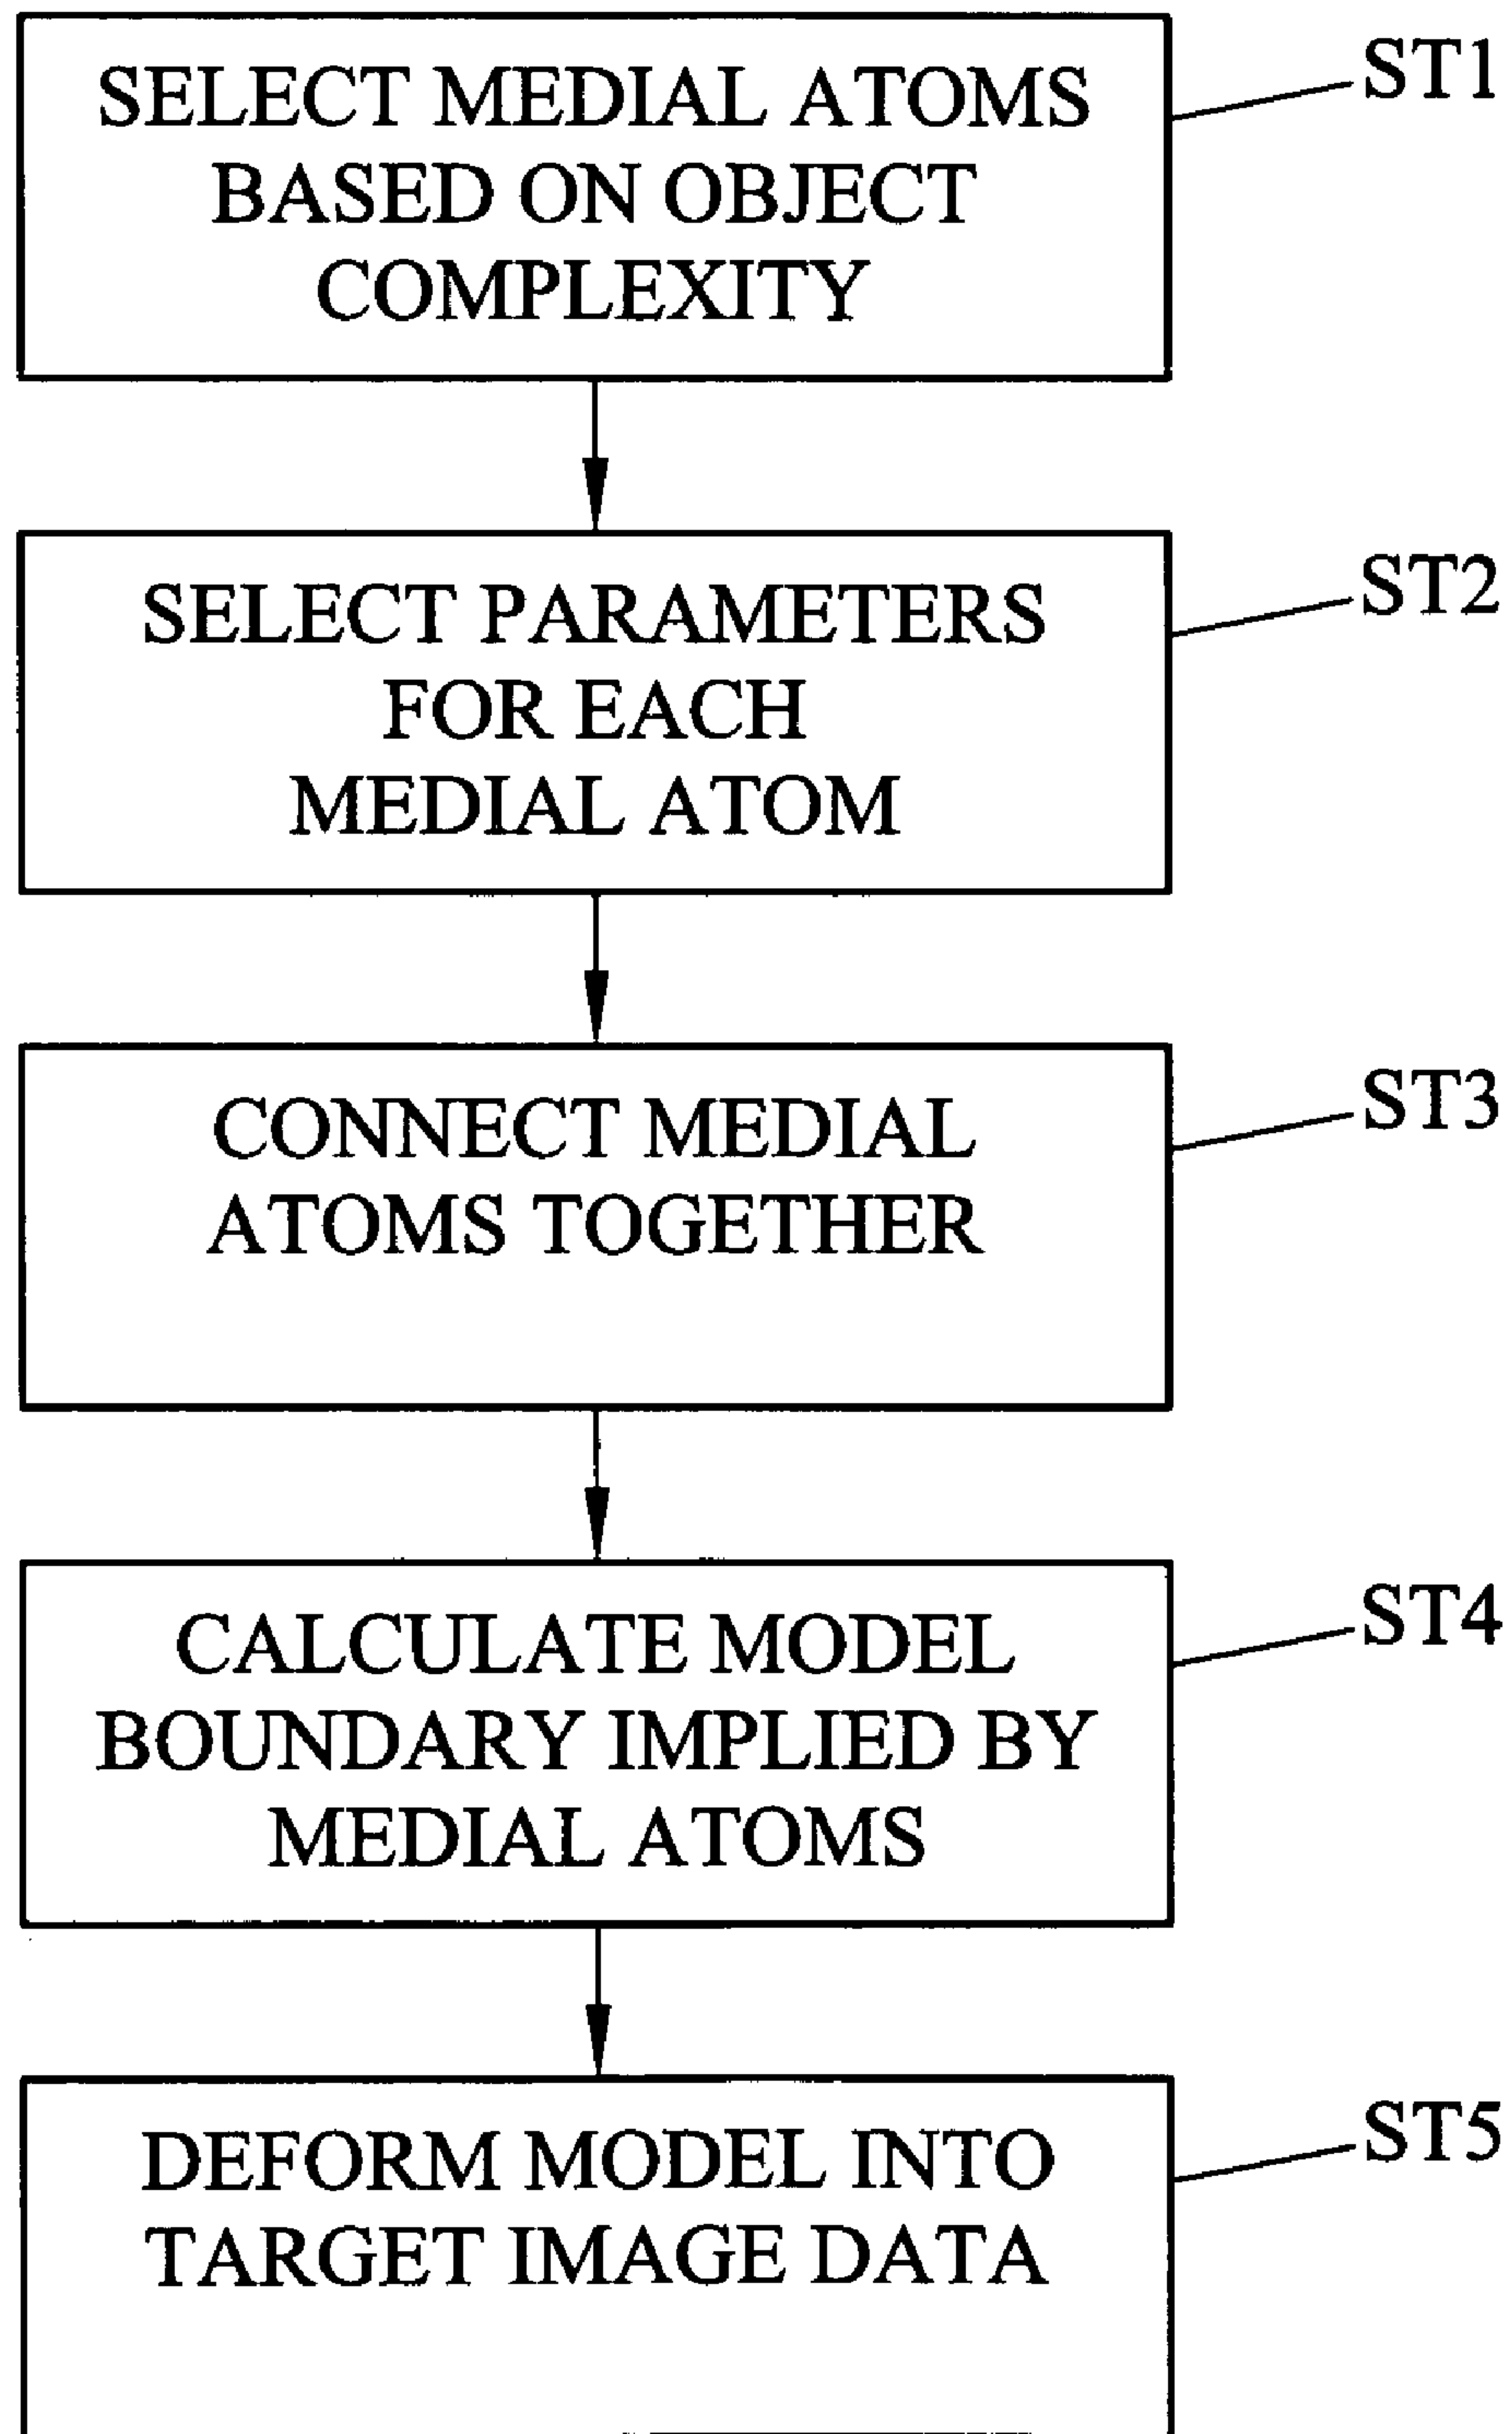 SELECT MEDIAL ATOMS
BASED ON OBJECT
COMPLEXITY
ST1
SELECT PARAMETERS
FOR EACH
MEDIAL ATOM
ST2
CONNECT MEDIAL
ATOMS TOGETHER
ST3
CALCULATE MODEL
BOUNDARY IMPLIED BY
MEDIAL ATOMS
ST4
DEFORM MODEL INTO
TARGET IMAGE DATA
ST5